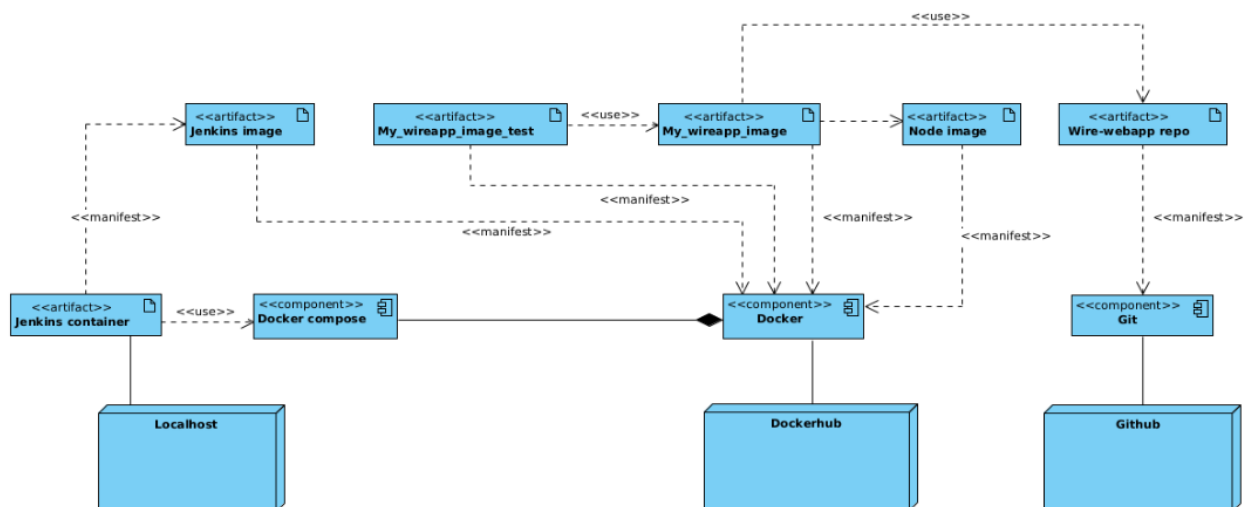 <<use>>
<<artifact>>
Jenkins image
<<artifact>>
My_wireapp_image_test
<<use>>
<<artifact>>
My_wireapp_image
<<artifact>>
Node image
<<artifact>>
Wire-webapp repo
<<manifest>>
<<manifest>>
<<manifest>>
<<manifest>>
<<manifest>>
<<manifest>>
<<artifact>>
Jenkins container
<<use>>
<<component>>
Docker compose
<<component>>
Docker
<<component>>
Git
Localhost
Dockerhub
Github